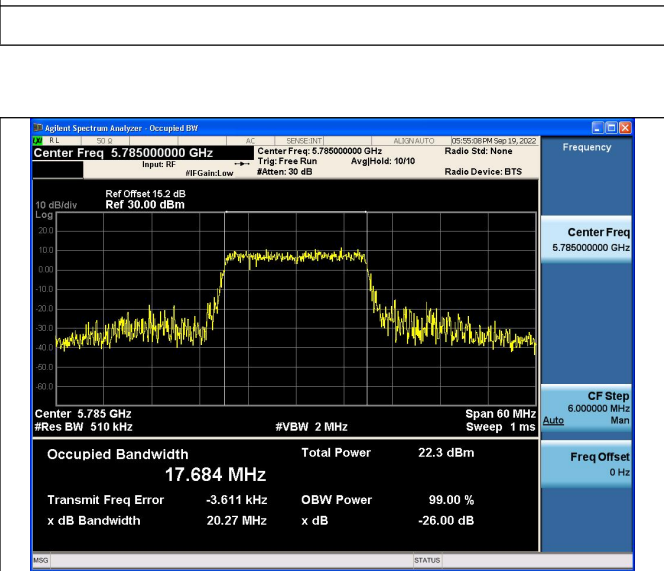 Agilent Spectrum Analyzer - Occupied BW
RL 50 Ω AC SENSE:INT ALIGNAUTO 05:55:08 PM Sep 19, 2022
Center Freq 5.785000000 GHz
Input: RF
#IFGain:Low
Center Freq: 5.785000000 GHz
Trig: Free Run Avg|Hold: 10/10
#Atten: 30 dB
Radio Std: None
Radio Device: BTS
Ref Offset 15.2 dB
10 dB/div Ref 30.00 dBm
Log
20.0
10.0
0.00
-10.0
-20.0
-30.0
-40.0
-50.0
-60.0
Center 5.785 GHz Span 60 MHz
#Res BW 510 kHz #VBW 2 MHz Sweep 1 ms
Occupied Bandwidth Total Power 22.3 dBm
17.684 MHz
Transmit Freq Error -3.611 kHz OBW Power 99.00 %
x dB Bandwidth 20.27 MHz x dB -26.00 dB
MSG STATUS
Frequency
Center Freq
5.785000000 GHz
CF Step
6.000000 MHz
Auto Man
Freq Offset
0 Hz